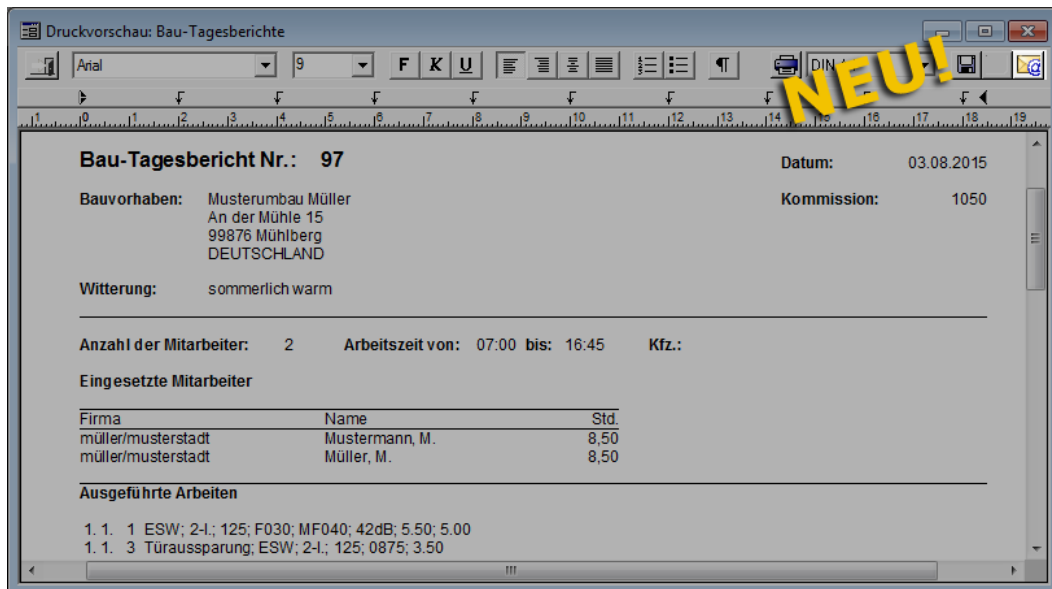 Druckvorschau: Bau-Tagesberichte
Arial 9 F K U DIN
NEU!
1 0 1 2 3 4 5 6 7 8 9 10 11 12 13 14 15 16 17 18 19
Bau-Tagesbericht Nr.: 97 Datum: 03.08.2015
Bauvorhaben: Musterumbau Müller Kommission: 1050
An der Mühle 15
99876 Mühlberg
DEUTSCHLAND
Witterung: sommerlich warm
Anzahl der Mitarbeiter: 2 Arbeitszeit von: 07:00 bis: 16:45 Kfz.:
Eingesetzte Mitarbeiter
Firma Name Std.
müller/musterstadt Mustermann, M. 8,50
müller/musterstadt Müller, M. 8,50
Ausgeführte Arbeiten
1. 1. 1 ESW; 2-l.; 125; F030; MF040; 42dB; 5.50; 5.00
1. 1. 3 Türaussparung; ESW; 2-l.; 125; 0875; 3.50